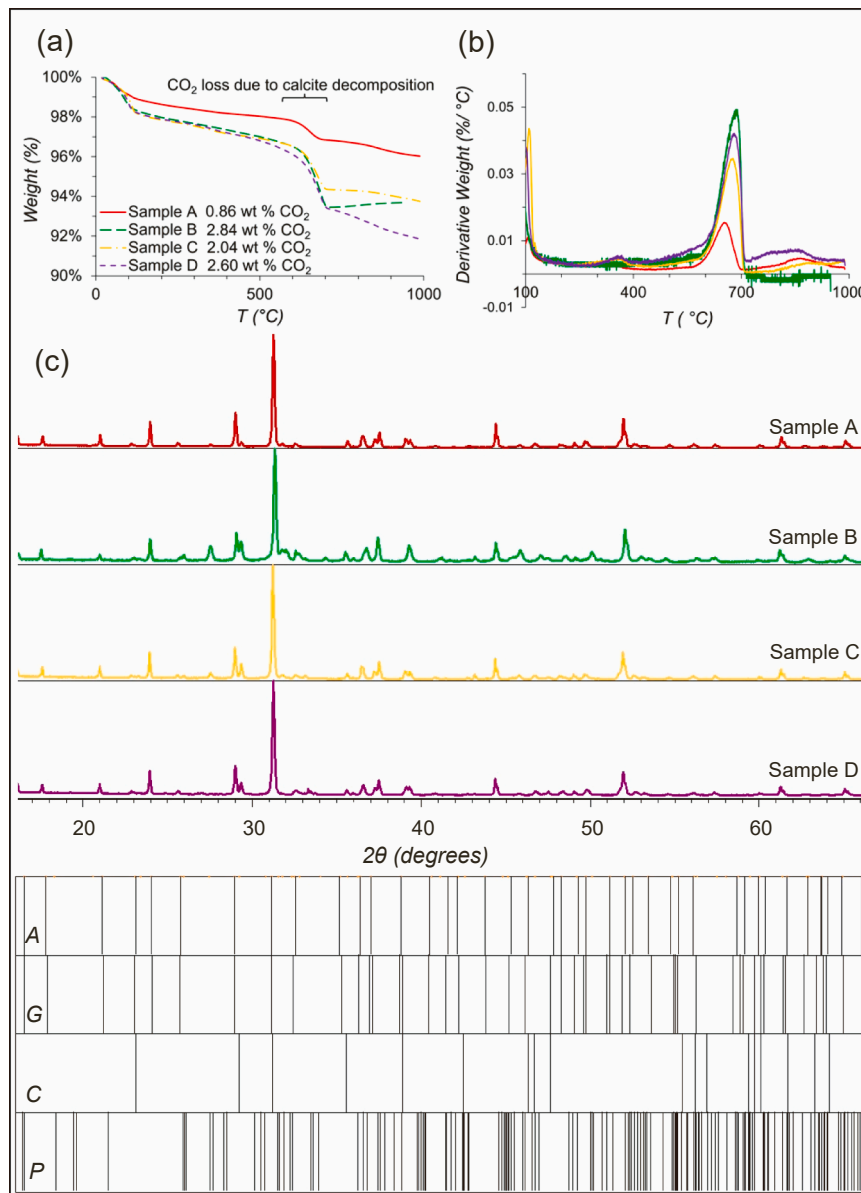 (a)
CO₂ loss due to calcite decomposition
100%
98%
96%
94%
92%
90%
Weight (%)
Sample A 0.86 wt % CO₂
Sample B 2.84 wt % CO₂
Sample C 2.04 wt % CO₂
Sample D 2.60 wt % CO₂
0 500 1000
T (°C)
(b)
0.05
0.03
0.01
-0.01
Derivative Weight (%/ °C)
100 400 700 1000
T ( °C)
(c)
Sample A
Sample B
Sample C
Sample D
20 30 40 50 60
2θ (degrees)
A
G
C
P